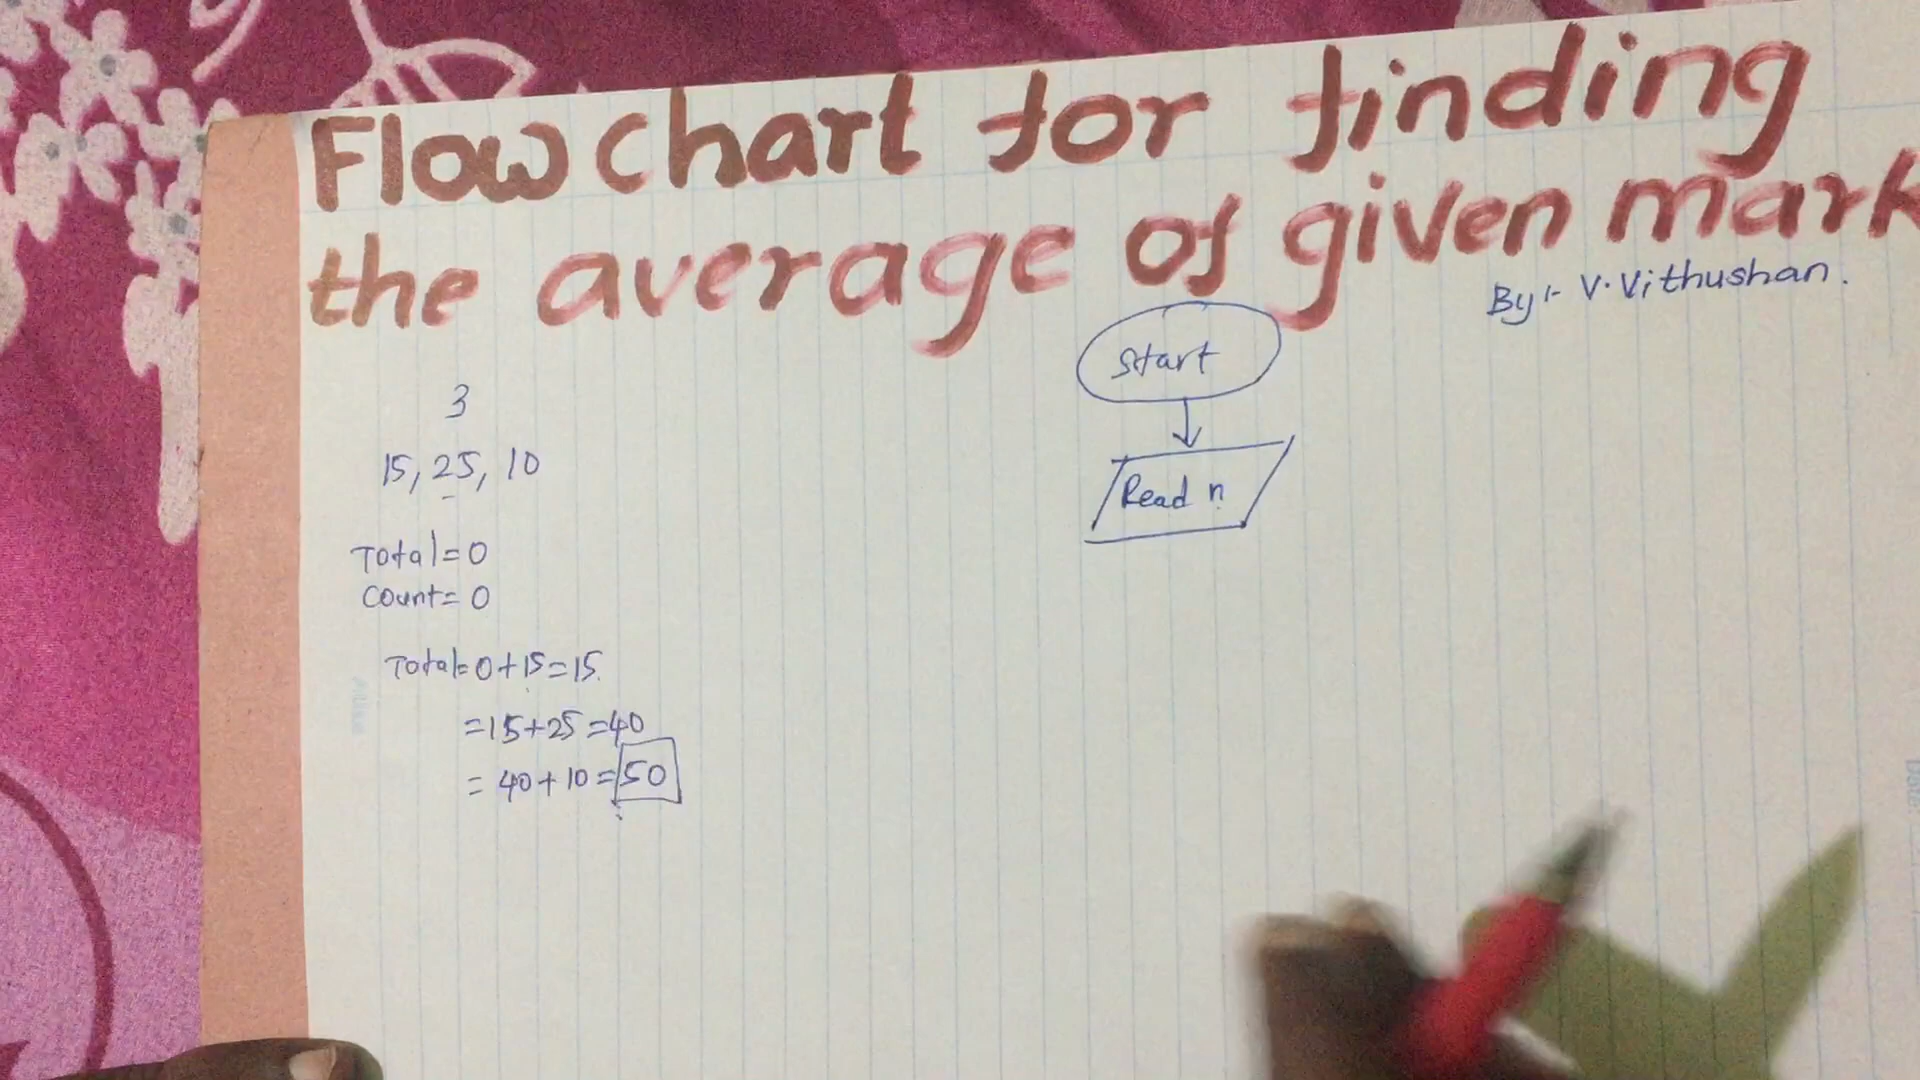 Flow chart for finding
the average of given mark
By:- V. Vithushan.
Start
Read n
3
15, 25, 10
Total=0
Count=0
Total=0+15=15
=15+25=40
=40+10=50